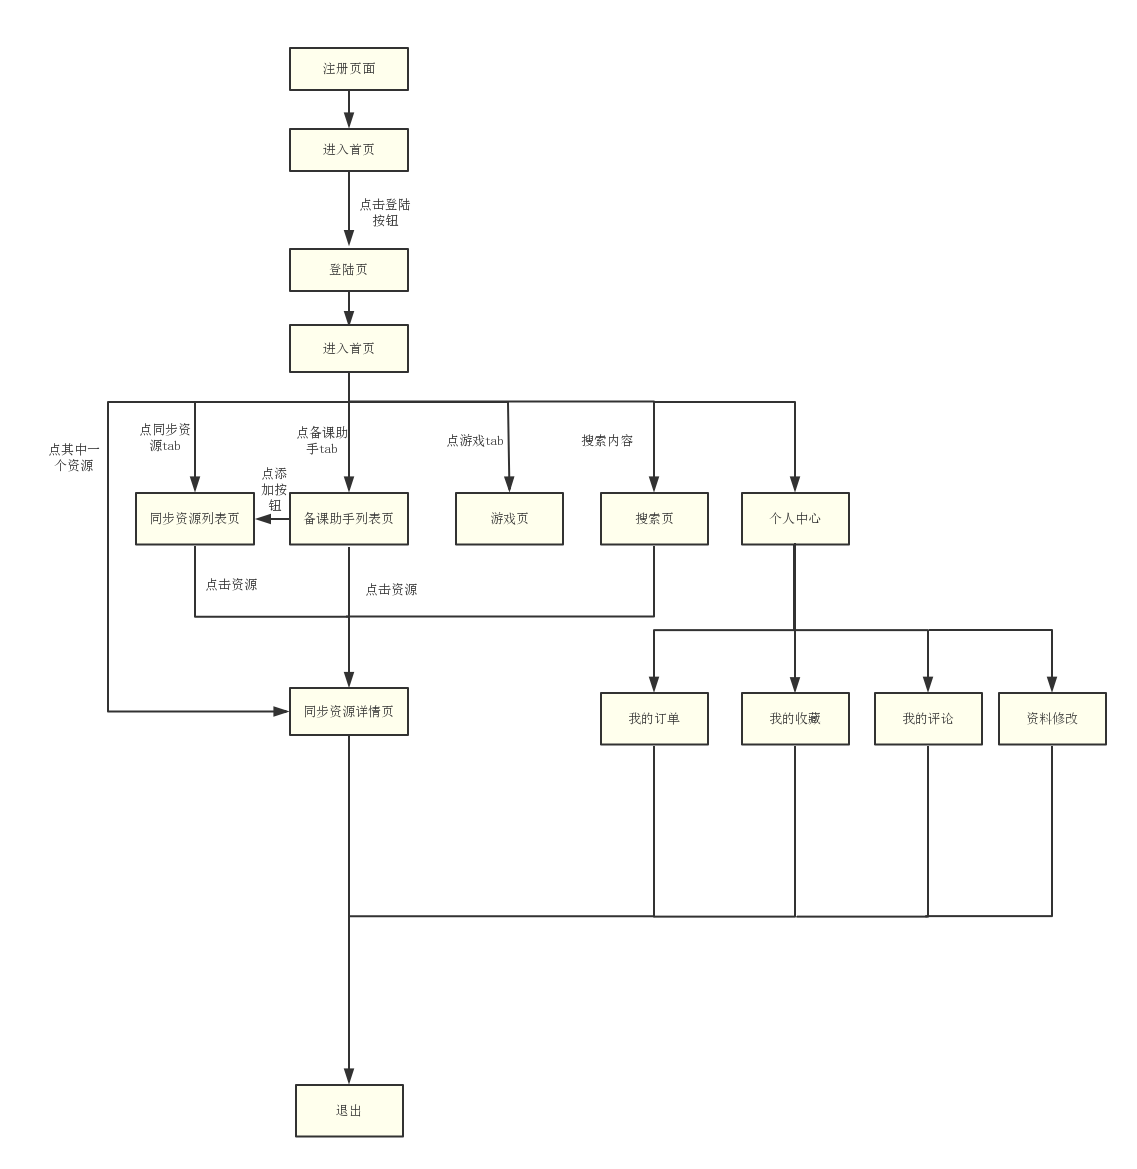 注册页面
进入首页
点击登陆
按钮
登陆页
进入首页
点其中一
个资源
点同步资
源tab
点备课助
手tab
点游戏tab
搜索内容
点添
加按
钮
同步资源列表页
备课助手列表页
游戏页
搜索页
个人中心
点击资源
点击资源
同步资源详情页
我的订单
我的收藏
我的评论
资料修改
退出